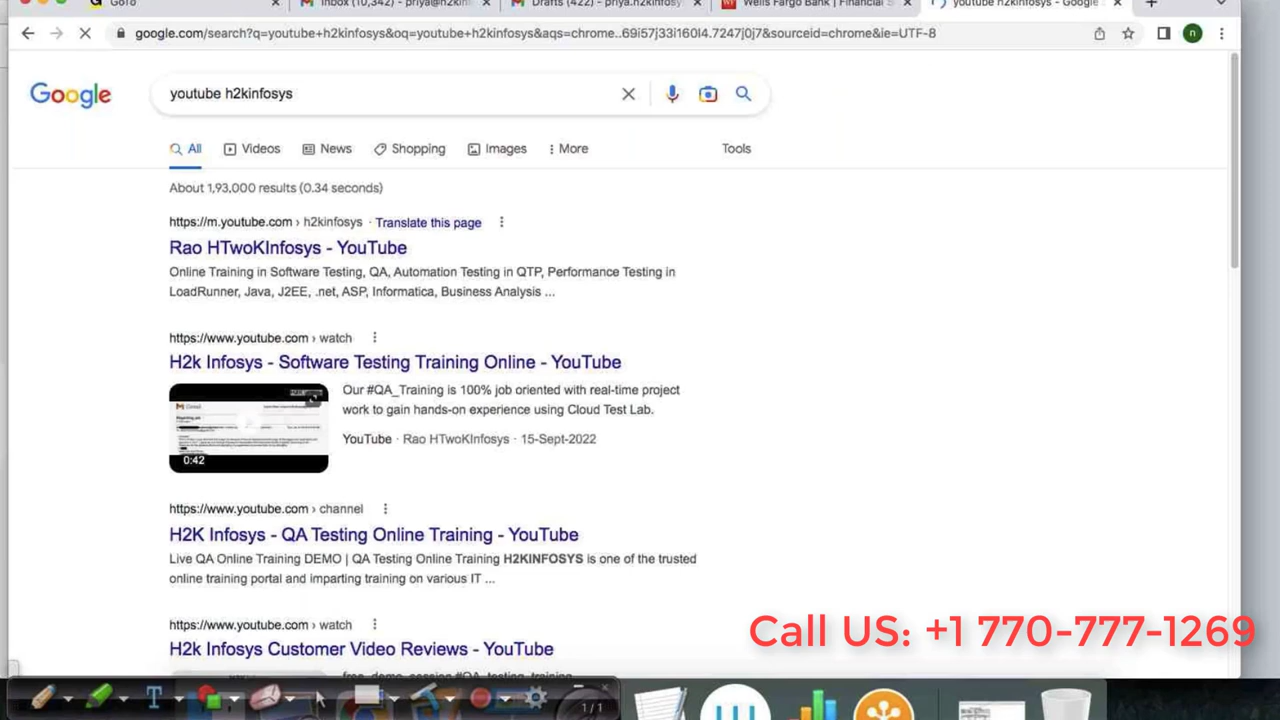 GoTo
Inbox (10,342) - priya@h2kin
Drafts (422) - priya.h2kinfosy
Wells Fargo Bank | Financial S
youtube h2kinfosys - Google S
google.com/search?q=youtube+h2kinfosys&oq=youtube+h2kinfosys&aqs=chrome..69i57j33i160l4.7247j0j7&sourceid=chrome&ie=UTF-8
n
Google
youtube h2kinfosys
All
Videos
News
Shopping
Images
More
Tools
About 1,93,000 results (0.34 seconds)
https://m.youtube.com › h2kinfosys · Translate this page
Rao HTwoKInfosys - YouTube
Online Training in Software Testing, QA, Automation Testing in QTP, Performance Testing in
LoadRunner, Java, J2EE, .net, ASP, Informatica, Business Analysis ...
https://www.youtube.com › watch
H2k Infosys - Software Testing Training Online - YouTube
Our #QA_Training is 100% job oriented with real-time project
work to gain hands-on experience using Cloud Test Lab.
YouTube · Rao HTwoKInfosys · 15-Sept-2022
0:42
https://www.youtube.com › channel
H2K Infosys - QA Testing Online Training - YouTube
Live QA Online Training DEMO | QA Testing Online Training H2KINFOSYS is one of the trusted
online training portal and imparting training on various IT ...
https://www.youtube.com › watch
H2k Infosys Customer Video Reviews - YouTube
free_demo_session #QA_testing_training
Call US: +1 770-777-1269
T
1/1